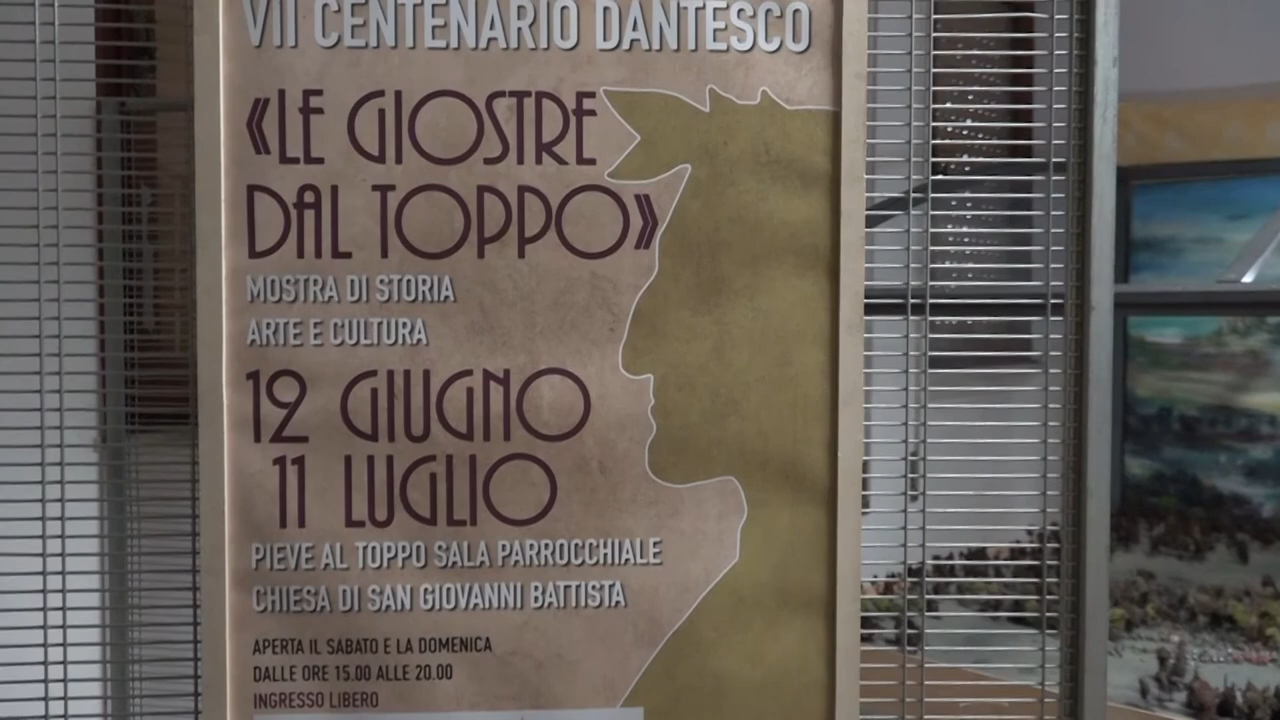 VII CENTENARIO DANTESCO
«LE GIOSTRE
DAL TOPPO»
MOSTRA DI STORIA
ARTE E CULTURA
12 GIUGNO
11 LUGLIO
PIEVE AL TOPPO SALA PARROCCHIALE
CHIESA DI SAN GIOVANNI BATTISTA
APERTA IL SABATO E LA DOMENICA
DALLE ORE 15.00 ALLE 20.00
INGRESSO LIBERO